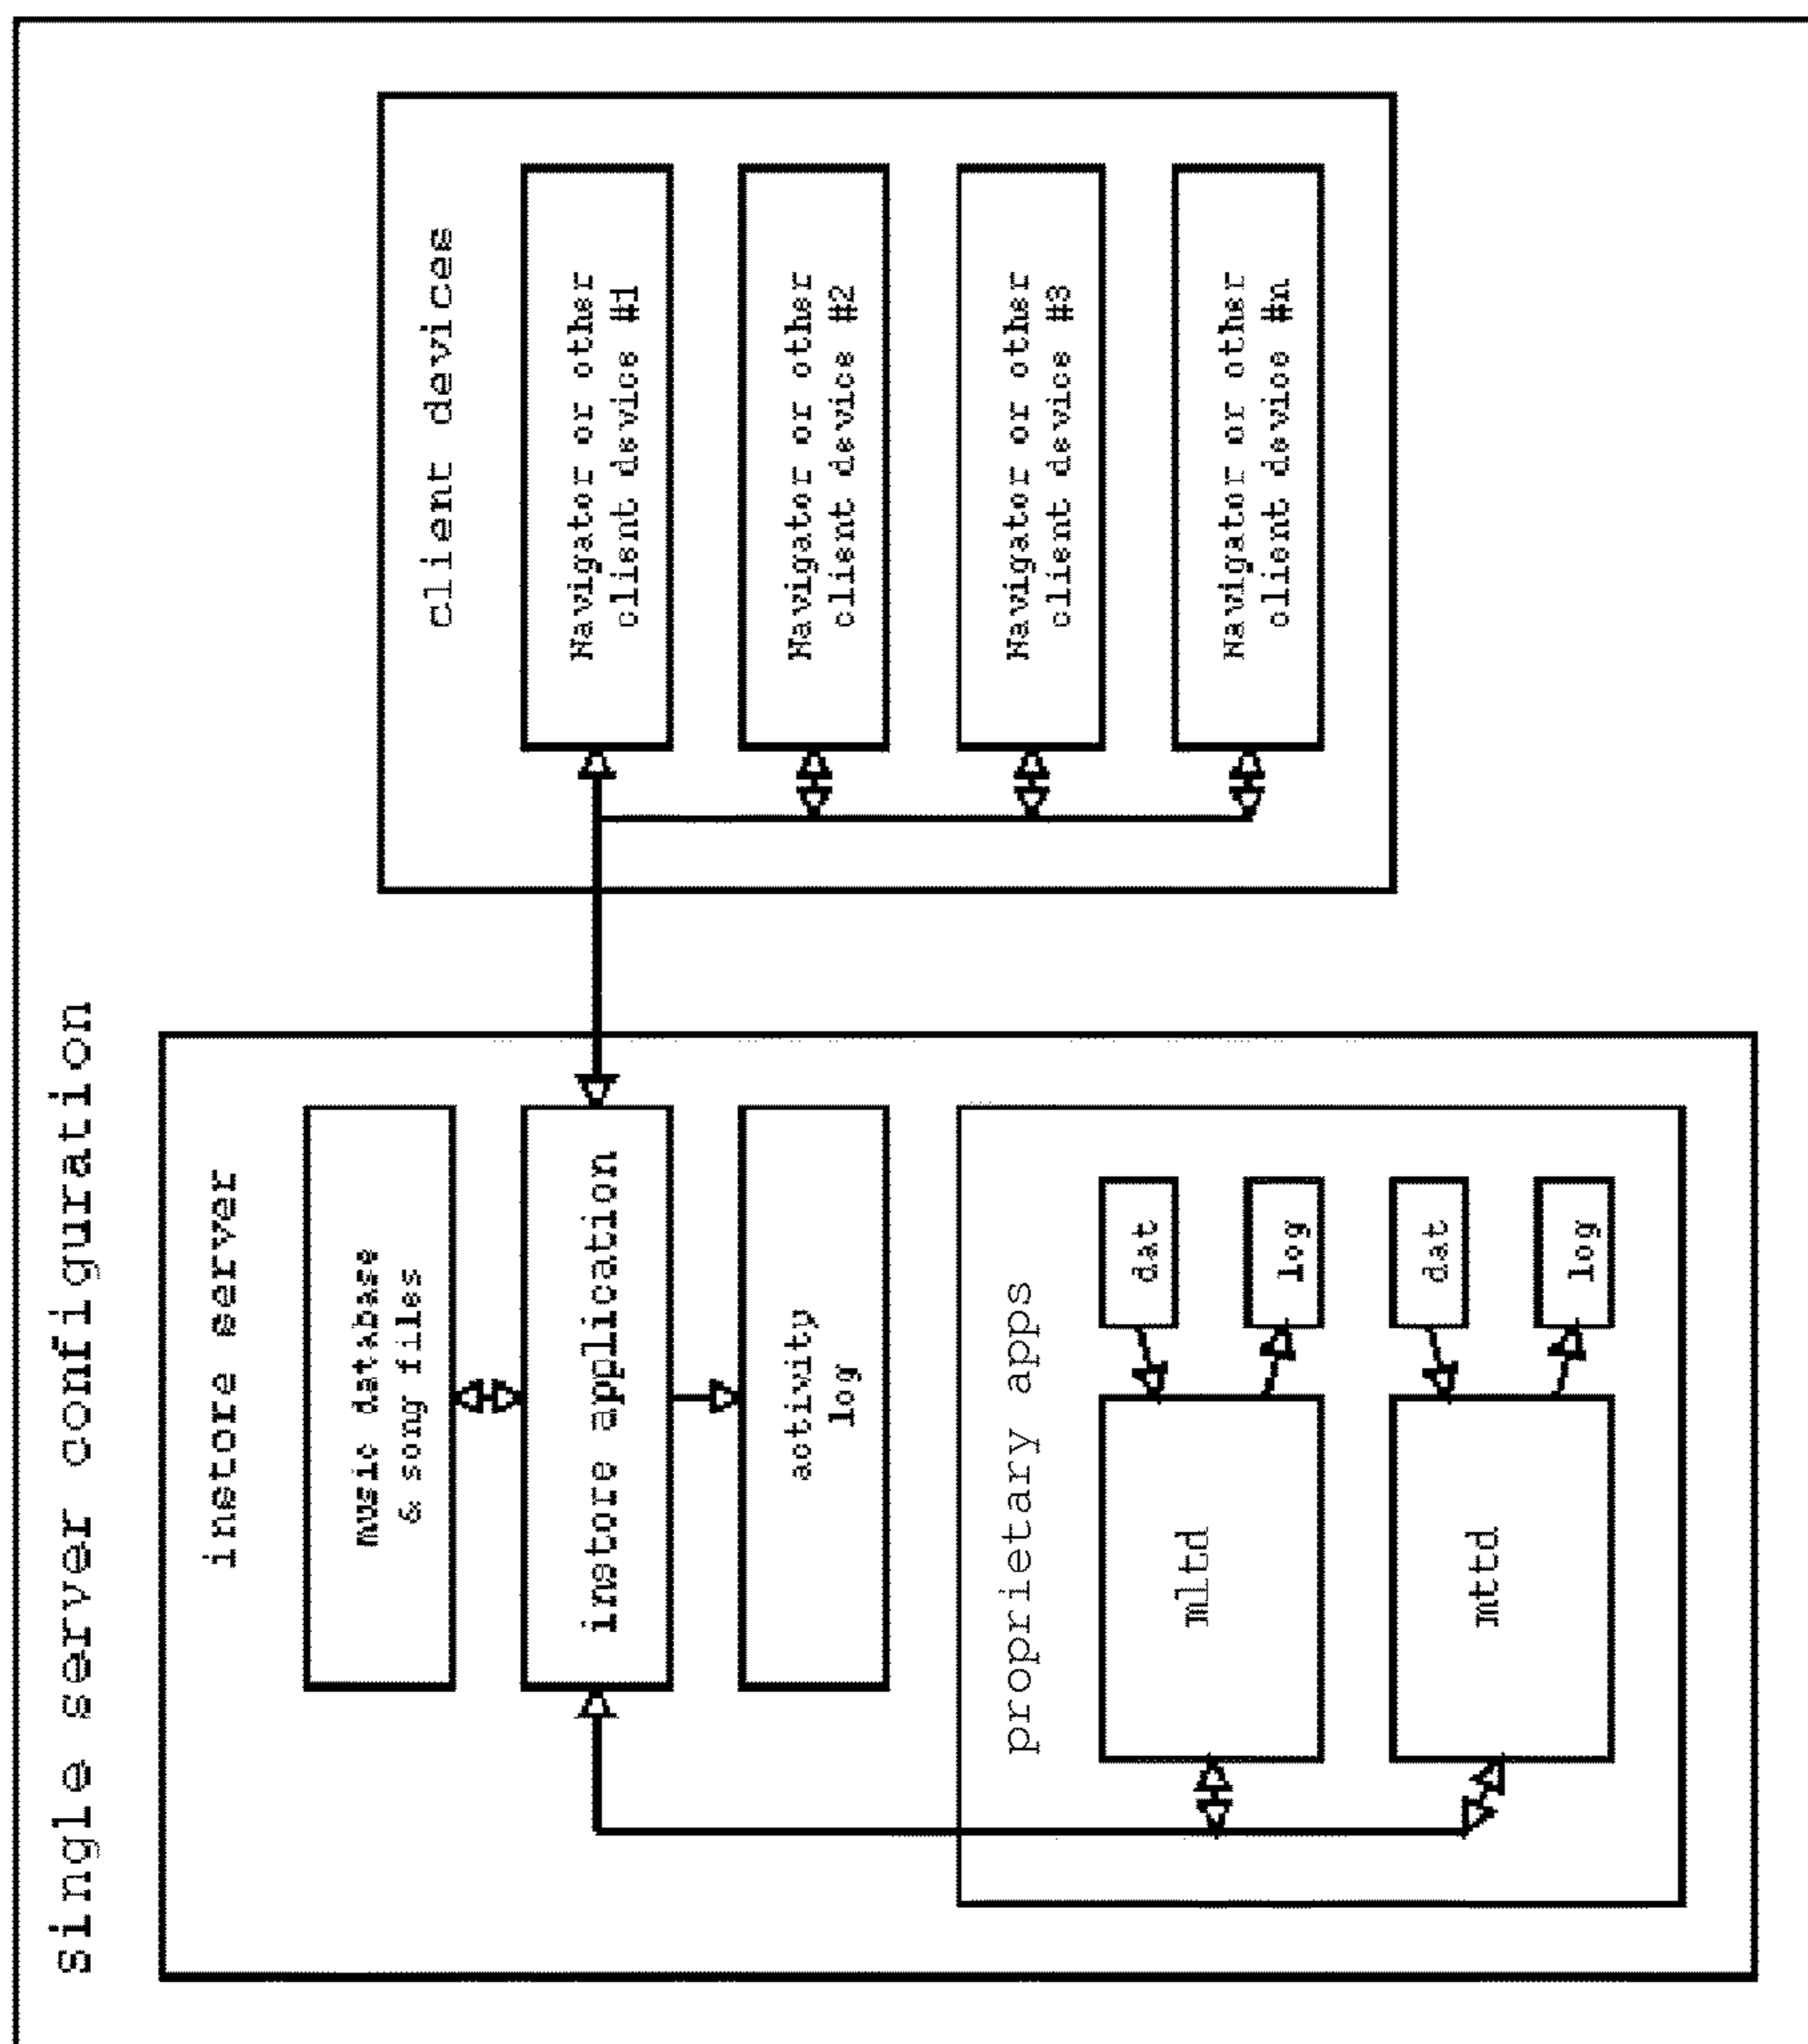 single server configuration
instore server
music database
& song files
instore application
activity
log
proprietary apps
mltd
dat
log
mttd
dat
log
client devices
Navigator or other
client device #1
Navigator or other
client device #2
Navigator or other
client device #3
Navigator or other
client device #n